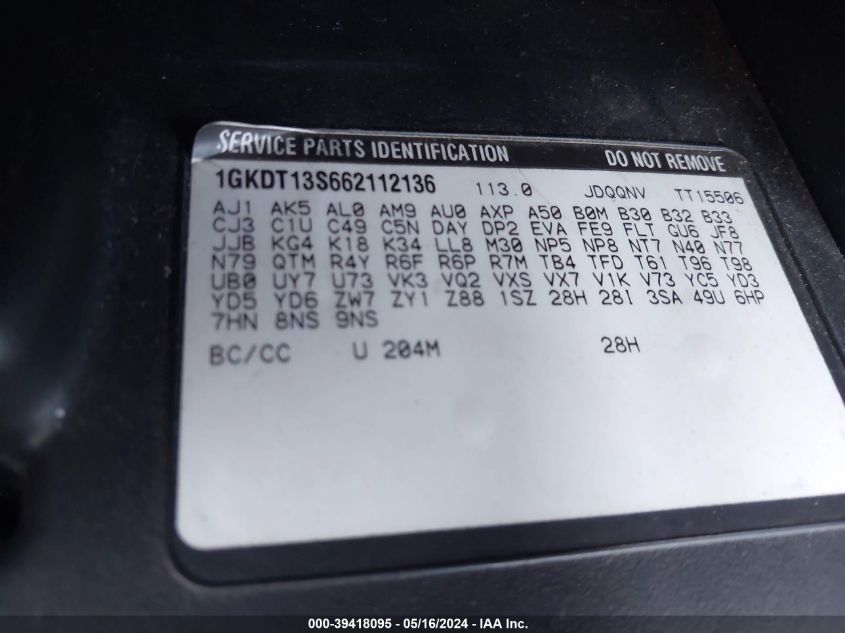 SERVICE PARTS IDENTIFICATION DO NOT REMOVE
1GKDT13S662112136 113.0 JDQQNV TT15506
AJ1 AK5 AL0 AM9 AU0 AXP A50 B0M B30 B32 B33
CJ3 C1U C49 C5N DAY DP2 EVA FE9 FLT GU6 JF8
JJB KG4 K18 K34 LL8 M30 NP5 NP8 NT7 N40 N77
N79 QTM R4Y R6F R6P R7M TB4 TFD T61 T96 T98
UB0 UY7 U73 VK3 VQ2 VXS VX7 V1K V73 YC5 YD3
YD5 YD6 ZW7 ZY1 Z88 1SZ 28H 28I 3SA 49U 6HP
7HN 8NS 9NS
BC/CC U 204M 28H
000-39418095 - 05/16/2024 - IAA Inc.